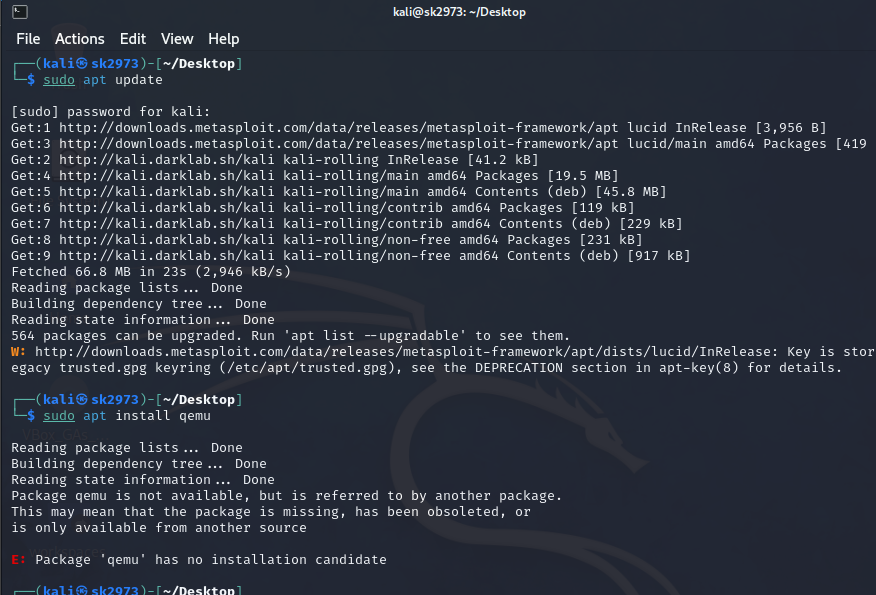 kali@sk2973: ~/Desktop
File Actions Edit View Help
┌──(kali㉿sk2973)-[~/Desktop]
└─$ sudo apt update
[sudo] password for kali:
Get:1 http://downloads.metasploit.com/data/releases/metasploit-framework/apt lucid InRelease [3,956 B]
Get:3 http://downloads.metasploit.com/data/releases/metasploit-framework/apt lucid/main amd64 Packages [419
Get:2 http://kali.darklab.sh/kali kali-rolling InRelease [41.2 kB]
Get:4 http://kali.darklab.sh/kali kali-rolling/main amd64 Packages [19.5 MB]
Get:5 http://kali.darklab.sh/kali kali-rolling/main amd64 Contents (deb) [45.8 MB]
Get:6 http://kali.darklab.sh/kali kali-rolling/contrib amd64 Packages [119 kB]
Get:7 http://kali.darklab.sh/kali kali-rolling/contrib amd64 Contents (deb) [229 kB]
Get:8 http://kali.darklab.sh/kali kali-rolling/non-free amd64 Packages [231 kB]
Get:9 http://kali.darklab.sh/kali kali-rolling/non-free amd64 Contents (deb) [917 kB]
Fetched 66.8 MB in 23s (2,946 kB/s)
Reading package lists... Done
Building dependency tree... Done
Reading state information... Done
564 packages can be upgraded. Run 'apt list --upgradable' to see them.
W: http://downloads.metasploit.com/data/releases/metasploit-framework/apt/dists/lucid/InRelease: Key is stor
egacy trusted.gpg keyring (/etc/apt/trusted.gpg), see the DEPRECATION section in apt-key(8) for details.
┌──(kali㉿sk2973)-[~/Desktop]
└─$ sudo apt install qemu
Reading package lists... Done
Building dependency tree... Done
Reading state information... Done
Package qemu is not available, but is referred to by another package.
This may mean that the package is missing, has been obsoleted, or
is only available from another source
E: Package 'qemu' has no installation candidate
┌──(kali㉿sk2973)-[~/Desktop]